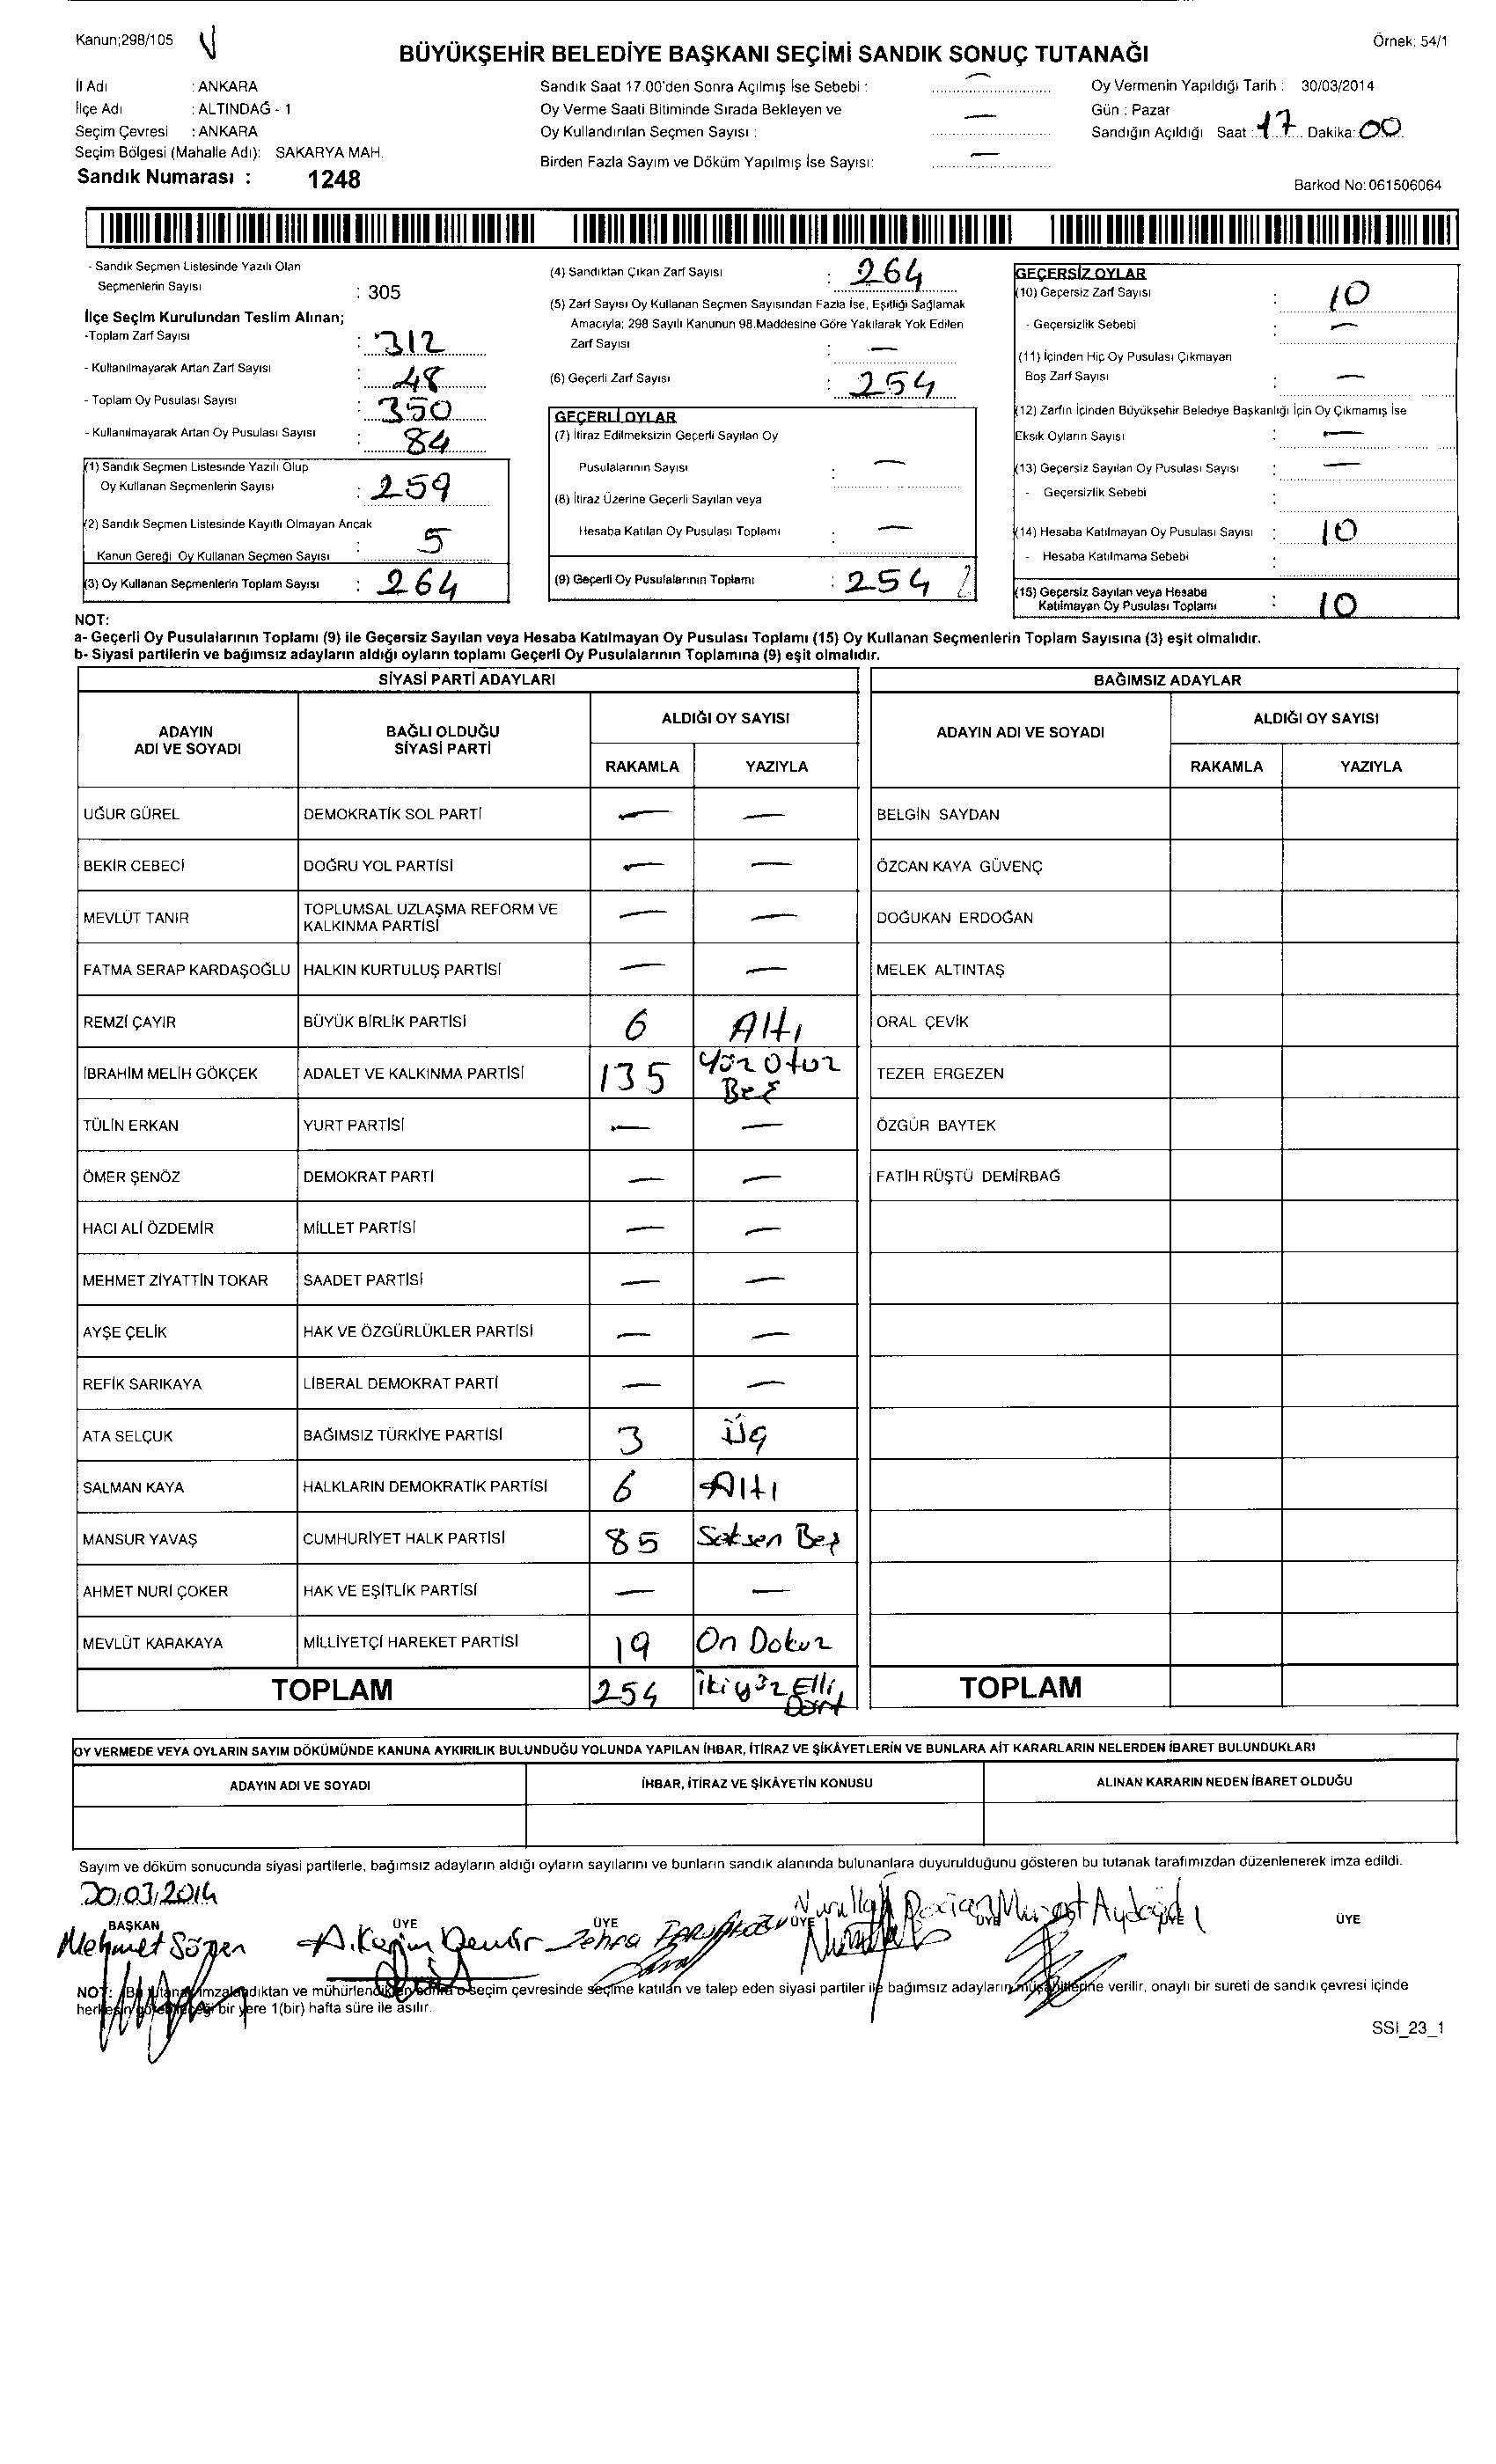 Kanun;298/105
Örnek: 54/1
BÜYÜKŞEHİR BELEDİYE BAŞKANI SEÇİMİ SANDIK SONUÇ TUTANAĞI
İl Adı : ANKARA
İlçe Adı : ALTINDAĞ - 1
Seçim Çevresi : ANKARA
Seçim Bölgesi (Mahalle Adı): SAKARYA MAH.
Sandık Numarası : 1248
Sandık Saat 17.00'den Sonra Açılmış İse Sebebi : —
Oy Verme Saati Bitiminde Sırada Bekleyen ve
Oy Kullandırılan Seçmen Sayısı : —
Birden Fazla Sayım ve Döküm Yapılmış İse Sayısı: —
Oy Vermenin Yapıldığı Tarih : 30/03/2014
Gün : Pazar
Sandığın Açıldığı Saat : 17 Dakika: 00
Barkod No: 061506064
- Sandık Seçmen Listesinde Yazılı Olan
Seçmenlerin Sayısı : 305
İlçe Seçim Kurulundan Teslim Alınan;
-Toplam Zarf Sayısı : 312
- Kullanılmayarak Artan Zarf Sayısı : 48
- Toplam Oy Pusulası Sayısı : 350
- Kullanılmayarak Artan Oy Pusulası Sayısı : 84
(1) Sandık Seçmen Listesinde Yazılı Olup
Oy Kullanan Seçmenlerin Sayısı : 259
(2) Sandık Seçmen Listesinde Kayıtlı Olmayan Ancak
Kanun Gereği Oy Kullanan Seçmen Sayısı : 5
(3) Oy Kullanan Seçmenlerin Toplam Sayısı : 264
(4) Sandıktan Çıkan Zarf Sayısı : 264
(5) Zarf Sayısı Oy Kullanan Seçmen Sayısından Fazla İse, Eşitliği Sağlamak
Amacıyla; 298 Sayılı Kanunun 98.Maddesine Göre Yakılarak Yok Edilen
Zarf Sayısı : —
(6) Geçerli Zarf Sayısı : 254
GEÇERLİ OYLAR
(7) İtiraz Edilmeksizin Geçerli Sayılan Oy
Pusulalarının Sayısı : —
(8) İtiraz Üzerine Geçerli Sayılan veya
Hesaba Katılan Oy Pusulası Toplamı : —
(9) Geçerli Oy Pusulalarının Toplamı : 254
GEÇERSİZ OYLAR
(10) Geçersiz Zarf Sayısı : 10
- Geçersizlik Sebebi : —
(11) İçinden Hiç Oy Pusulası Çıkmayan
Boş Zarf Sayısı : —
(12) Zarfın İçinden Büyükşehir Belediye Başkanlığı İçin Oy Çıkmamış İse
Eksik Oyların Sayısı : —
(13) Geçersiz Sayılan Oy Pusulası Sayısı : —
- Geçersizlik Sebebi :
(14) Hesaba Katılmayan Oy Pusulası Sayısı : 10
- Hesaba Katılmama Sebebi :
(15) Geçersiz Sayılan veya Hesaba
Katılmayan Oy Pusulası Toplamı : 10
NOT:
a- Geçerli Oy Pusulalarının Toplamı (9) ile Geçersiz Sayılan veya Hesaba Katılmayan Oy Pusulası Toplamı (15) Oy Kullanan Seçmenlerin Toplam Sayısına (3) eşit olmalıdır.
b- Siyasi partilerin ve bağımsız adayların aldığı oyların toplamı Geçerli Oy Pusulalarının Toplamına (9) eşit olmalıdır.
SİYASİ PARTİ ADAYLARI
ADAYIN ADI VE SOYADI BAĞLI OLDUĞU SİYASİ PARTİ ALDIĞI OY SAYISI
RAKAMLA YAZIYLA
UĞUR GÜREL DEMOKRATİK SOL PARTİ — —
BEKİR CEBECİ DOĞRU YOL PARTİSİ — —
MEVLÜT TANIR TOPLUMSAL UZLAŞMA REFORM VE KALKINMA PARTİSİ — —
FATMA SERAP KARDAŞOĞLU HALKIN KURTULUŞ PARTİSİ — —
REMZİ ÇAYIR BÜYÜK BİRLİK PARTİSİ 6 Altı
İBRAHİM MELİH GÖKÇEK ADALET VE KALKINMA PARTİSİ 135 Yüz Otuz Beş
TÜLİN ERKAN YURT PARTİSİ — —
ÖMER ŞENÖZ DEMOKRAT PARTİ — —
HACI ALİ ÖZDEMİR MİLLET PARTİSİ — —
MEHMET ZİYATTİN TOKAR SAADET PARTİSİ — —
AYŞE ÇELİK HAK VE ÖZGÜRLÜKLER PARTİSİ — —
REFİK SARIKAYA LİBERAL DEMOKRAT PARTİ — —
ATA SELÇUK BAĞIMSIZ TÜRKİYE PARTİSİ 3 Üç
SALMAN KAYA HALKLARIN DEMOKRATİK PARTİSİ 6 Altı
MANSUR YAVAŞ CUMHURİYET HALK PARTİSİ 85 Seksen Beş
AHMET NURİ ÇOKER HAK VE EŞİTLİK PARTİSİ — —
MEVLÜT KARAKAYA MİLLİYETÇİ HAREKET PARTİSİ 19 On Dokuz
TOPLAM 254 İkiyüz Elli Dört
BAĞIMSIZ ADAYLAR
ADAYIN ADI VE SOYADI ALDIĞI OY SAYISI
RAKAMLA YAZIYLA
BELGİN SAYDAN
ÖZCAN KAYA GÜVENÇ
DOĞUKAN ERDOĞAN
MELEK ALTINTAŞ
ORAL ÇEVİK
TEZER ERGEZEN
ÖZGÜR BAYTEK
FATİH RÜŞTÜ DEMİRBAĞ
TOPLAM
OY VERMEDE VEYA OYLARIN SAYIM DÖKÜMÜNDE KANUNA AYKIRILIK BULUNDUĞU YOLUNDA YAPILAN İHBAR, İTİRAZ VE ŞİKÂYETLERİN VE BUNLARA AİT KARARLARIN NELERDEN İBARET BULUNDUKLARI
ADAYIN ADI VE SOYADI İHBAR, İTİRAZ VE ŞİKÂYETİN KONUSU ALINAN KARARIN NEDEN İBARET OLDUĞU
Sayım ve döküm sonucunda siyasi partilerle, bağımsız adayların aldığı oyların sayılarını ve bunların sandık alanında bulunanlara duyurulduğunu gösteren bu tutanak tarafımızdan düzenlenerek imza edildi.
30/03/2014
BAŞKAN ÜYE ÜYE ÜYE ÜYE ÜYE ÜYE
Mehmet Sözen A.Kerim Demir Zehra Murat Aydoğdu
NOT: Bu tutanak imzalandıktan ve mühürlendikten sonra o seçim çevresinde seçime katılan ve talep eden siyasi partiler ile bağımsız adayların müşahitlerine verilir, onaylı bir sureti de sandık çevresi içinde
herkesin görebileceği bir yere 1(bir) hafta süre ile asılır.
SSI_23_1